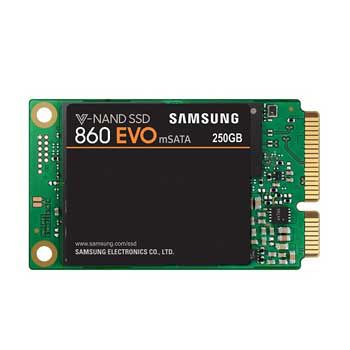 V-NAND SSD
SAMSUNG
860 EVO mSATA
250GB
www.samsung.com/ssd
SAMSUNG ELECTRONICS CO., LTD.